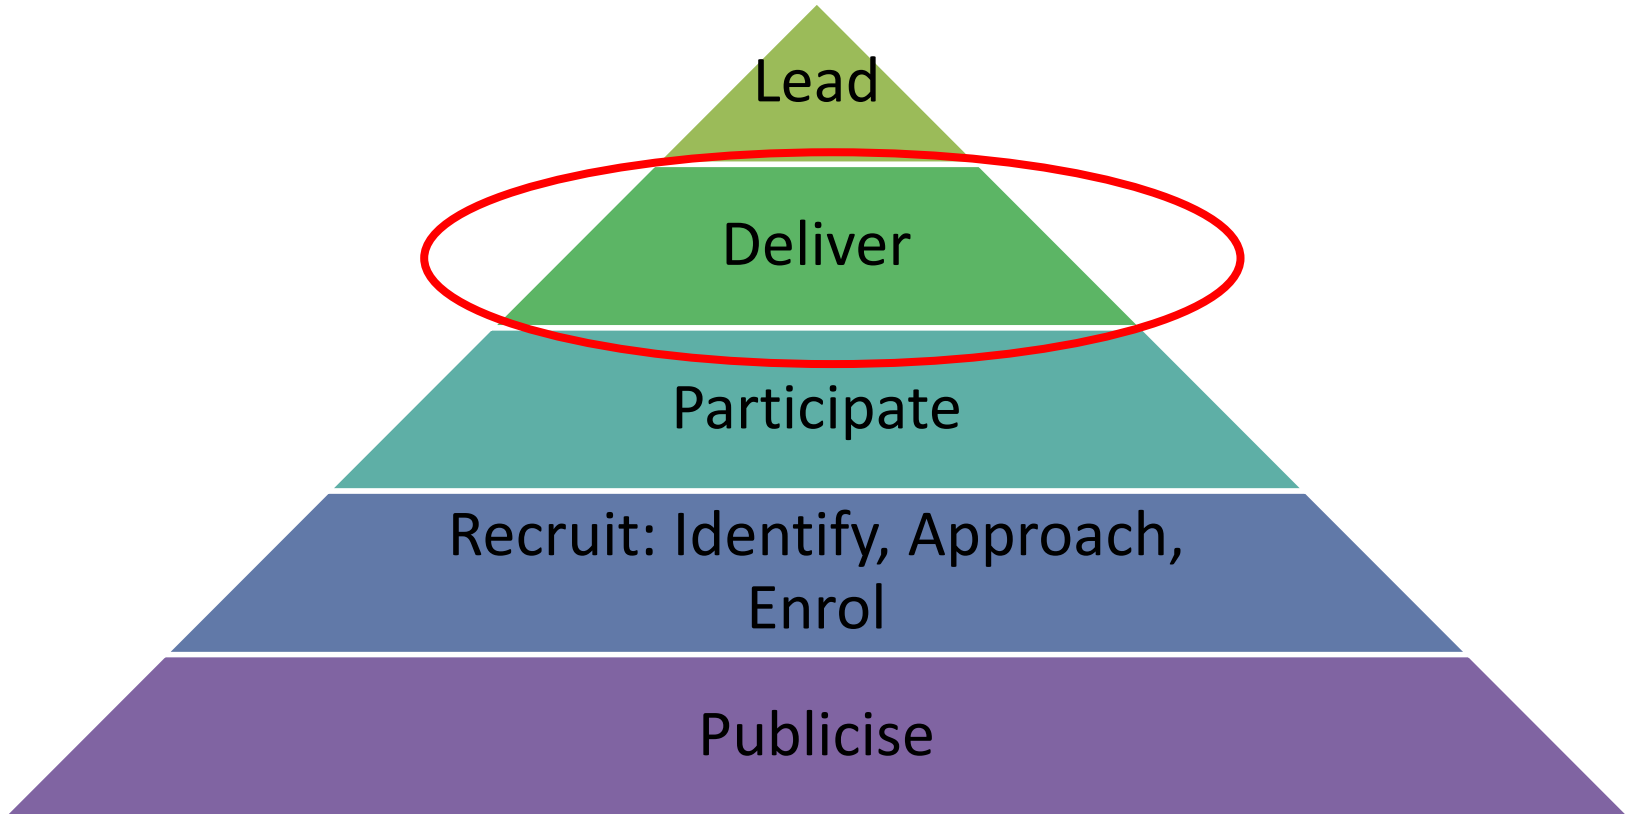 Lead
Deliver
Participate
Recruit: Identify, Approach,
Enrol
Publicise